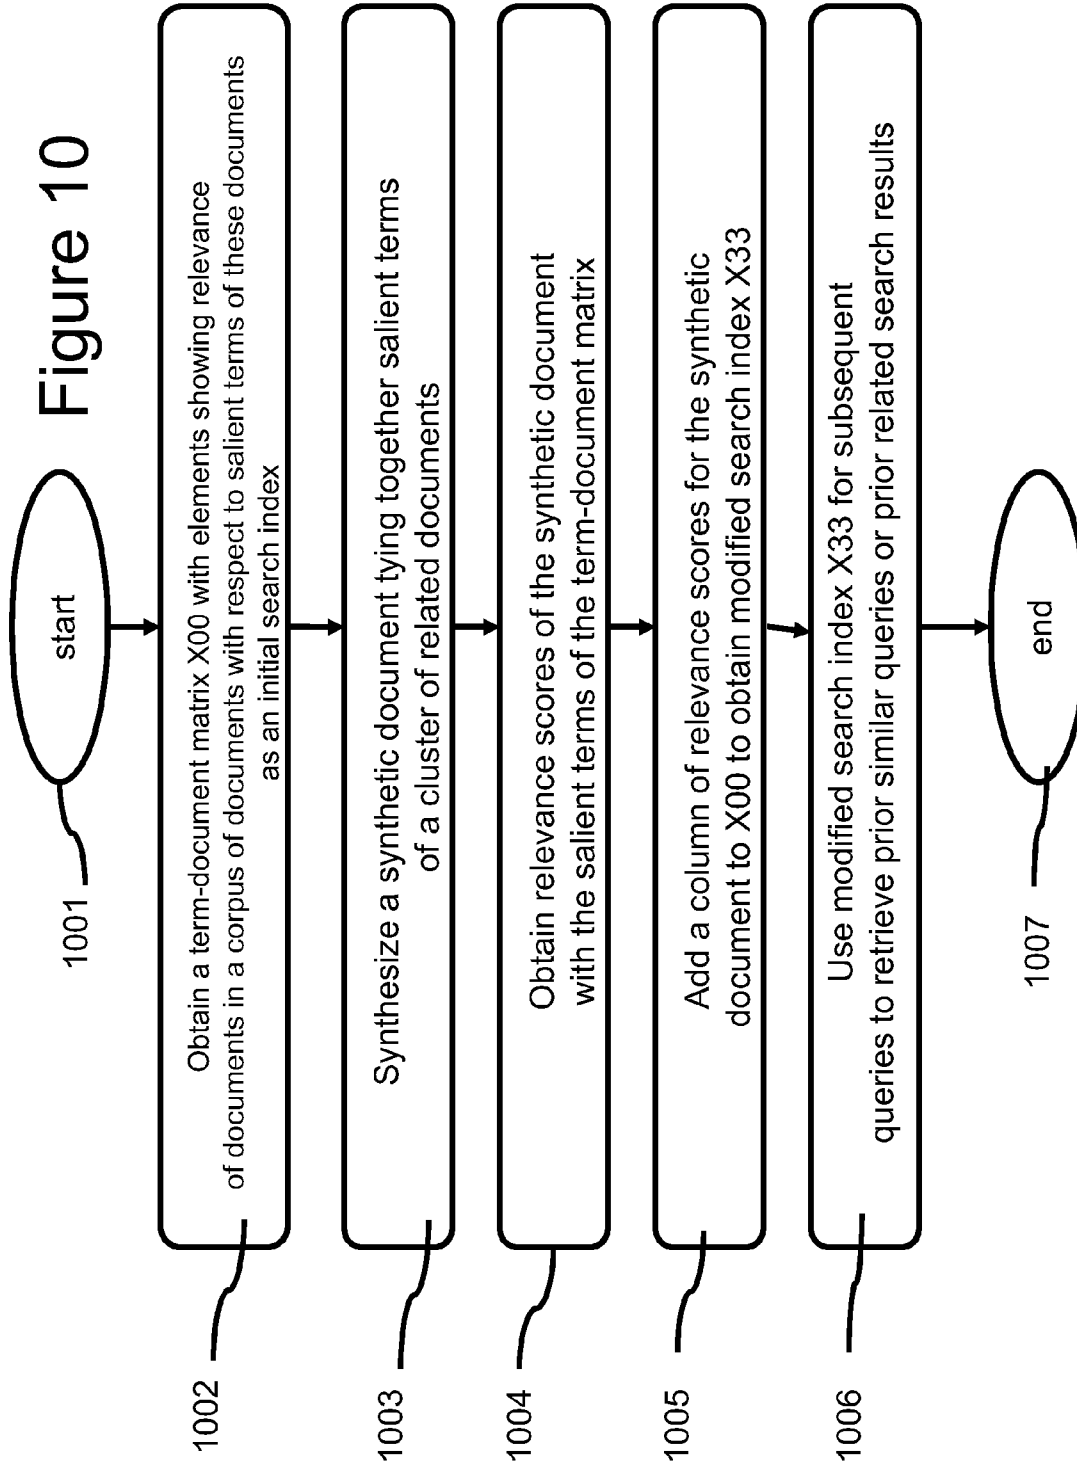 Figure 10
start
1001
Obtain a term-document matrix X00 with elements showing relevance
of documents in a corpus of documents with respect to salient terms of these documents
as an initial search index
1002
Synthesize a synthetic document tying together salient terms
of a cluster of related documents
1003
Obtain relevance scores of the synthetic document
with the salient terms of the term-document matrix
1004
Add a column of relevance scores for the synthetic
document to X00 to obtain modified search index X33
1005
Use modified search index X33 for subsequent
queries to retrieve prior similar queries or prior related search results
1006
end
1007